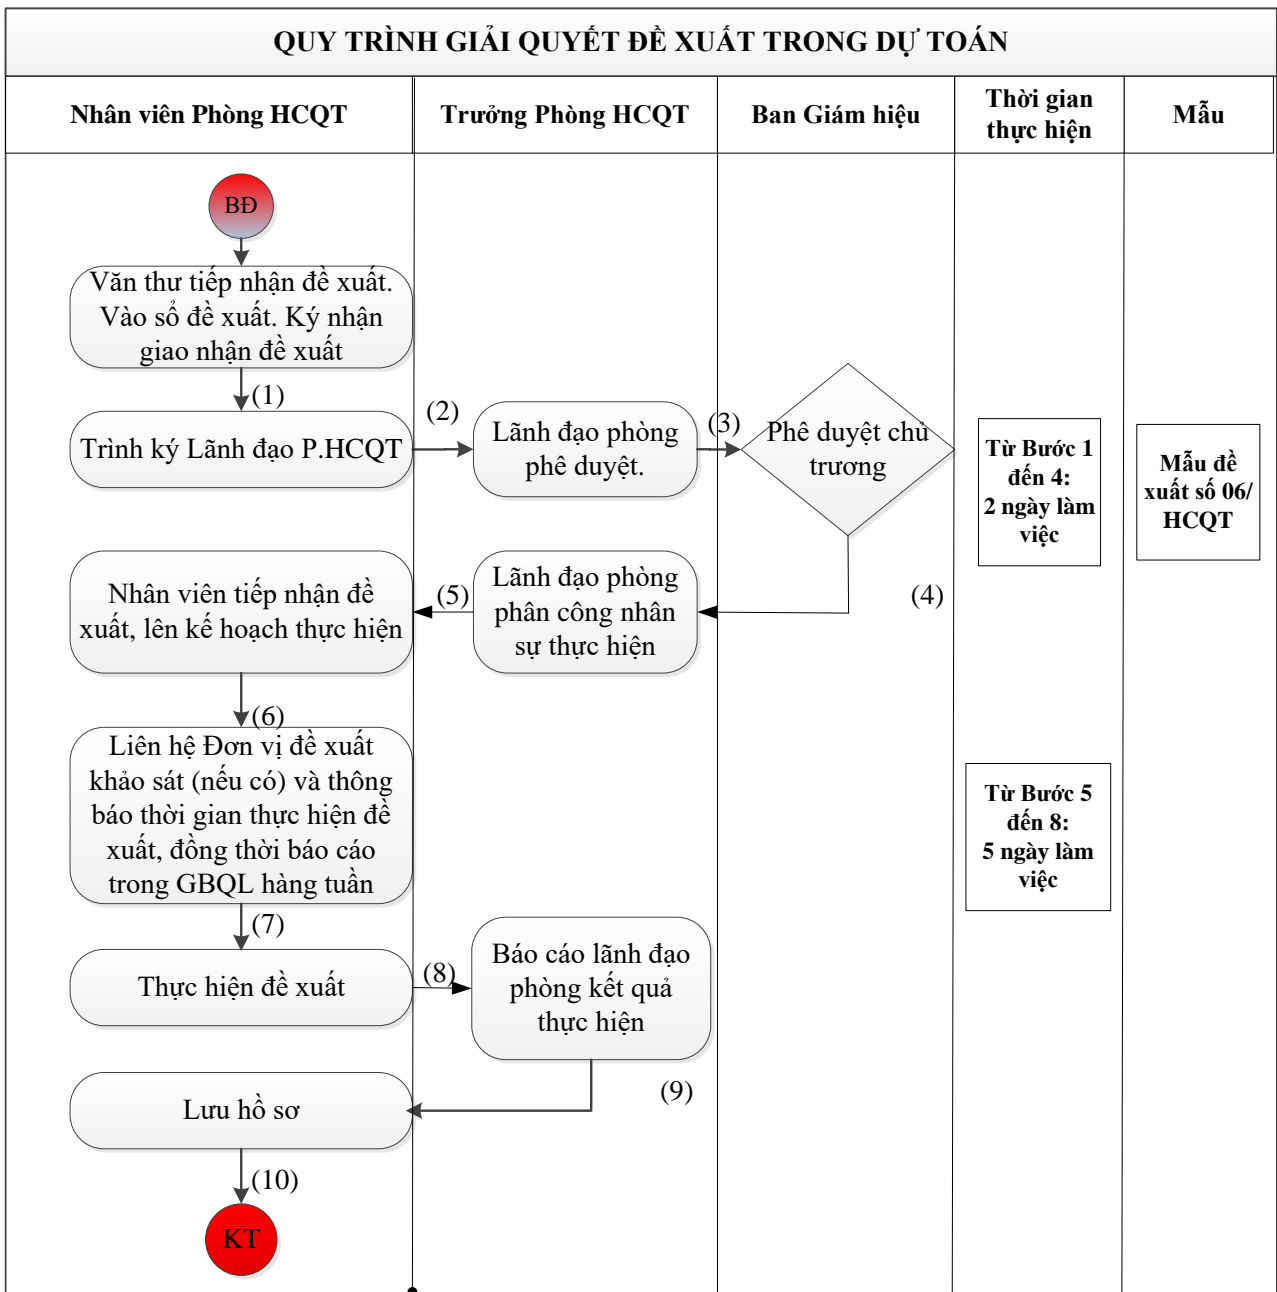 QUY TRÌNH GIẢI QUYẾT ĐỀ XUẤT TRONG DỰ TOÁN
Nhân viên Phòng HCQT
Trưởng Phòng HCQT
Ban Giám hiệu
Thời gian
thực hiện
Mẫu
BĐ
Văn thư tiếp nhận đề xuất.
Vào sổ đề xuất. Ký nhận
giao nhận đề xuất
(1)
Trình ký Lãnh đạo P.HCQT
(2)
Lãnh đạo phòng
phê duyệt.
(3)
Phê duyệt chủ
trương
Từ Bước 1
đến 4:
2 ngày làm
việc
Mẫu đề
xuất số 06/
HCQT
(4)
Lãnh đạo phòng
phân công nhân
sự thực hiện
(5)
Nhân viên tiếp nhận đề
xuất, lên kế hoạch thực hiện
(6)
Liên hệ Đơn vị đề xuất
khảo sát (nếu có) và thông
báo thời gian thực hiện đề
xuất, đồng thời báo cáo
trong GBQL hàng tuần
Từ Bước 5
đến 8:
5 ngày làm
việc
(7)
Thực hiện đề xuất
(8)
Báo cáo lãnh đạo
phòng kết quả
thực hiện
(9)
Lưu hồ sơ
(10)
KT